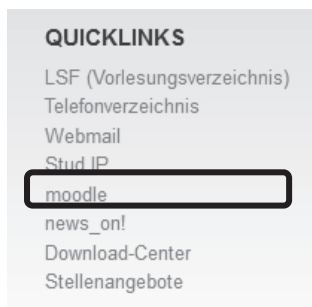 QUICKLINKS
LSF (Vorlesungsverzeichnis)
Telefonverzeichnis
Webmail
Stud.IP
moodle
news_on!
Download-Center
Stellenangebote